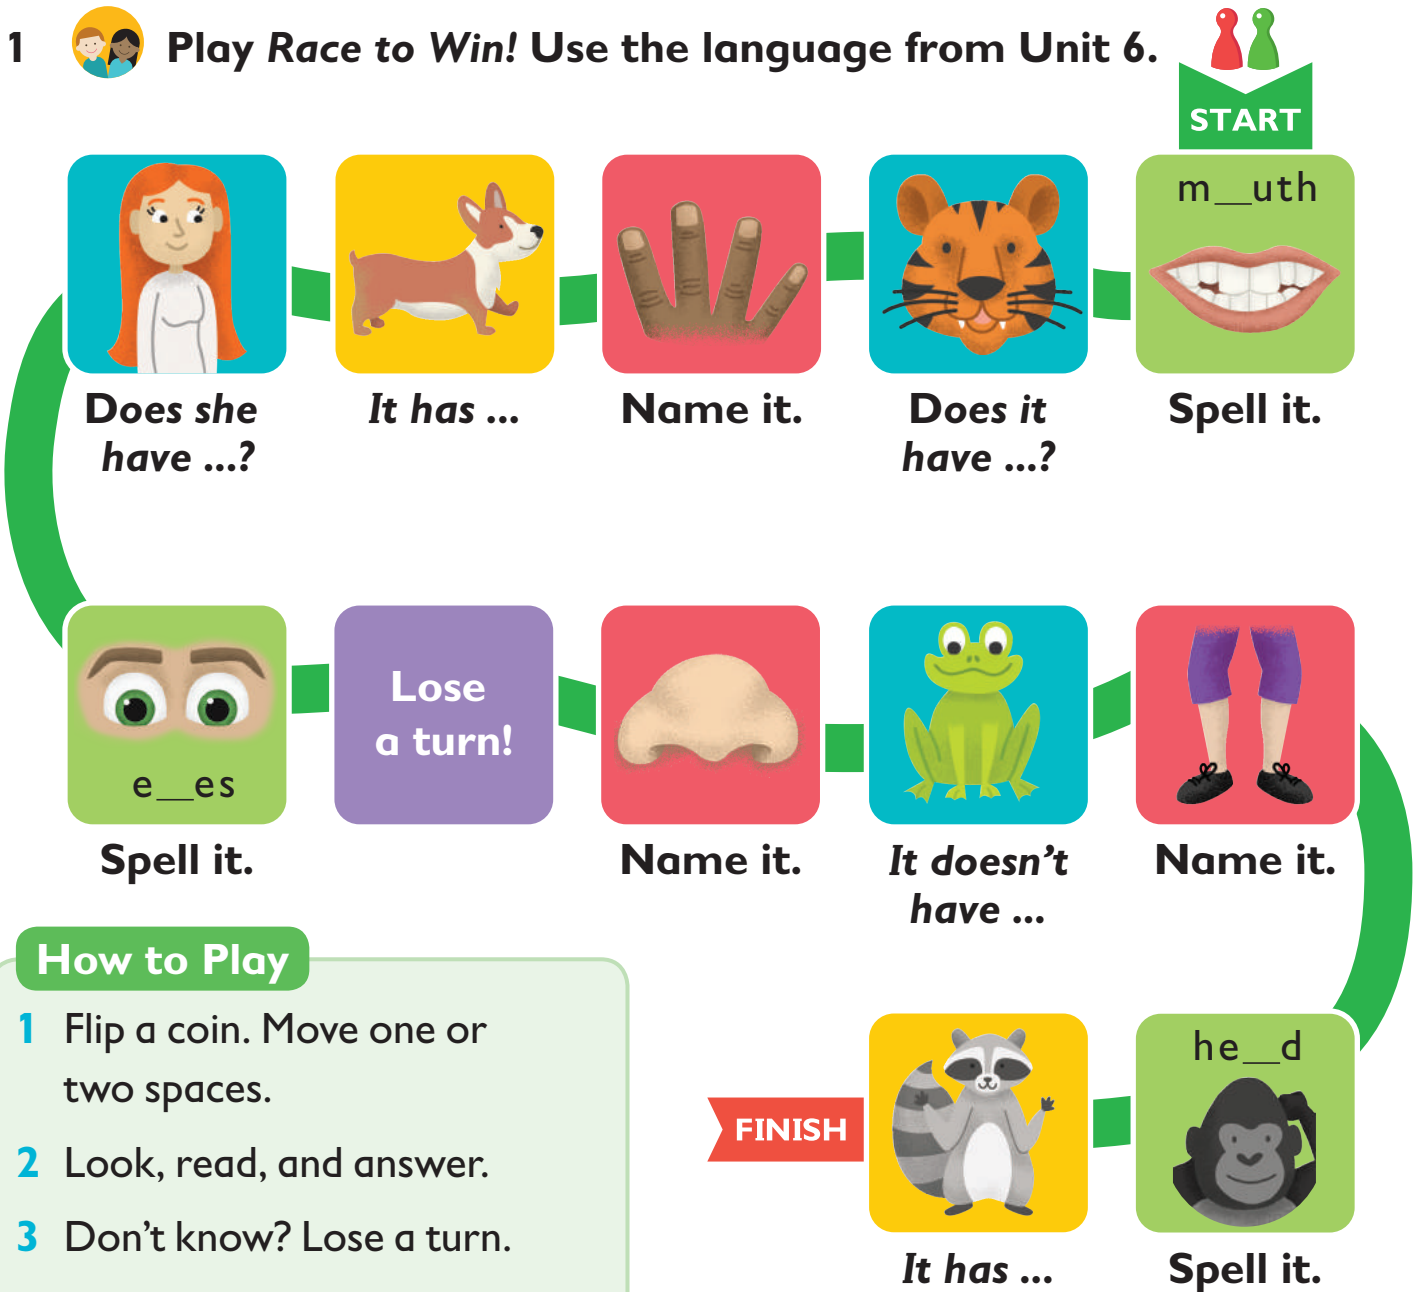 1 Play Race to Win! Use the language from Unit 6.
START
m__uth
Does she
have ...?
It has ...
Name it.
Does it
have ...?
Spell it.
Lose
a turn!
e__es
Spell it.
Name it.
It doesn't
have ...
Name it.
How to Play
1 Flip a coin. Move one or
two spaces.
2 Look, read, and answer.
3 Don't know? Lose a turn.
he__d
FINISH
It has ...
Spell it.